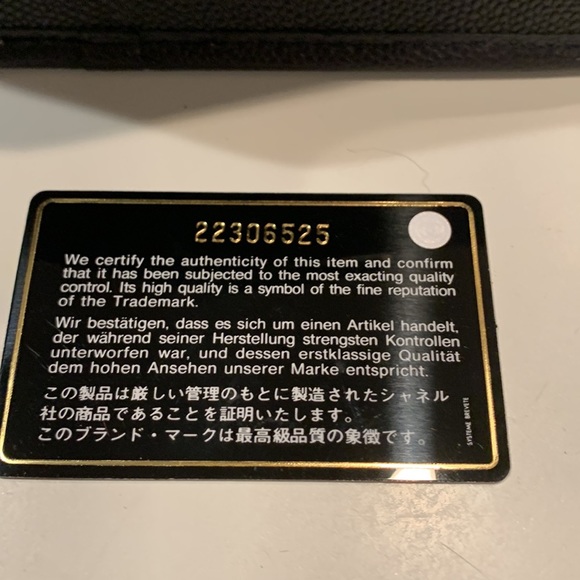 22306525
We certify the authenticity of this item and confirm
that it has been subjected to the most exacting quality
control. Its high quality is a symbol of the fine reputation
of the Trademark.
Wir bestätigen, dass es sich um einen Artikel handelt,
der während seiner Herstellung strengsten Kontrollen
unterworfen war, und dessen erstklassige Qualität
dem hohen Ansehen unserer Marke entspricht.
この製品は厳しい管理のもとに製造されたシャネル
社の商品であることを証明いたします。
このブランド・マークは最高級品質の象徴です。
SYSTEME BREVETE